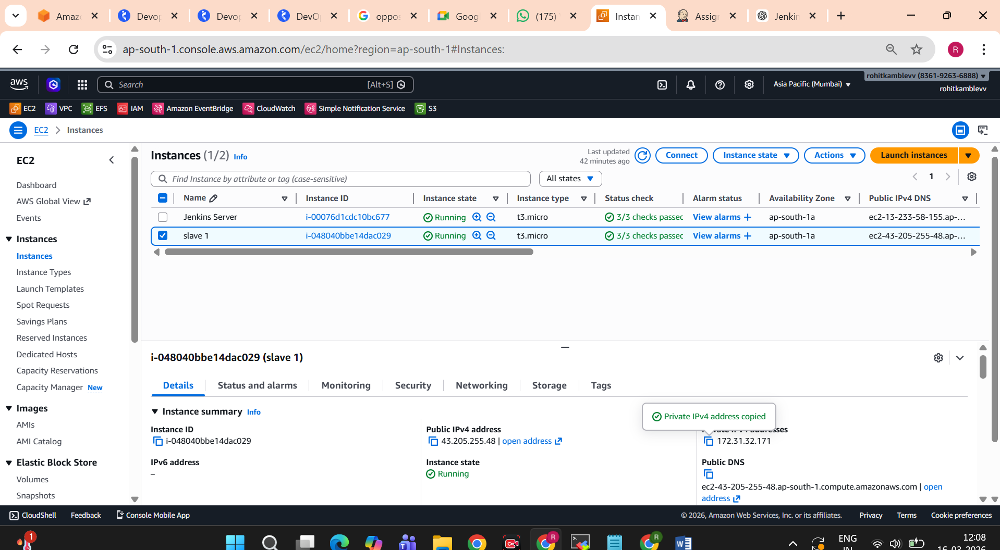 Amaz
Devop
Devop
DevO
oppo
Googl
(175)
Instan
Assig
Jenkin
ap-south-1.console.aws.amazon.com/ec2/home?region=ap-south-1#Instances:
R
aws
Search
[Alt+S]
Asia Pacific (Mumbai)
rohitkamblevv (8361-9263-6888)
rohitkamblevv
EC2
VPC
EFS
IAM
Amazon EventBridge
CloudWatch
Simple Notification Service
S3
EC2
Instances
EC2
Dashboard
AWS Global View
Events
Instances
Instances
Instance Types
Launch Templates
Spot Requests
Savings Plans
Reserved Instances
Dedicated Hosts
Capacity Reservations
Capacity Manager New
Images
AMIs
AMI Catalog
Elastic Block Store
Volumes
Snapshots
Instances (1/2) Info
Last updated
42 minutes ago
Connect
Instance state
Actions
Launch instances
Find Instance by attribute or tag (case-sensitive)
All states
1
Name
Instance ID
Instance state
Instance type
Status check
Alarm status
Availability Zone
Public IPv4 DNS
Jenkins Server
i-00076d1cdc10bc677
Running
t3.micro
3/3 checks passec
View alarms +
ap-south-1a
ec2-13-233-58-155.ap-...
slave 1
i-048040bbe14dac029
Running
t3.micro
3/3 checks passec
View alarms +
ap-south-1a
ec2-43-205-255-48.ap-...
i-048040bbe14dac029 (slave 1)
Details
Status and alarms
Monitoring
Security
Networking
Storage
Tags
Instance summary Info
Private IPv4 address copied
Instance ID
i-048040bbe14dac029
Public IPv4 address
43.205.255.48 | open address
addresses
172.31.32.171
IPv6 address
–
Instance state
Running
Public DNS
ec2-43-205-255-48.ap-south-1.compute.amazonaws.com | open
address
CloudShell
Feedback
Console Mobile App
© 2026, Amazon Web Services, Inc. or its affiliates.
Privacy
Terms
Cookie preferences
1
R
R
ENG
IN
12:08
16-03-2026